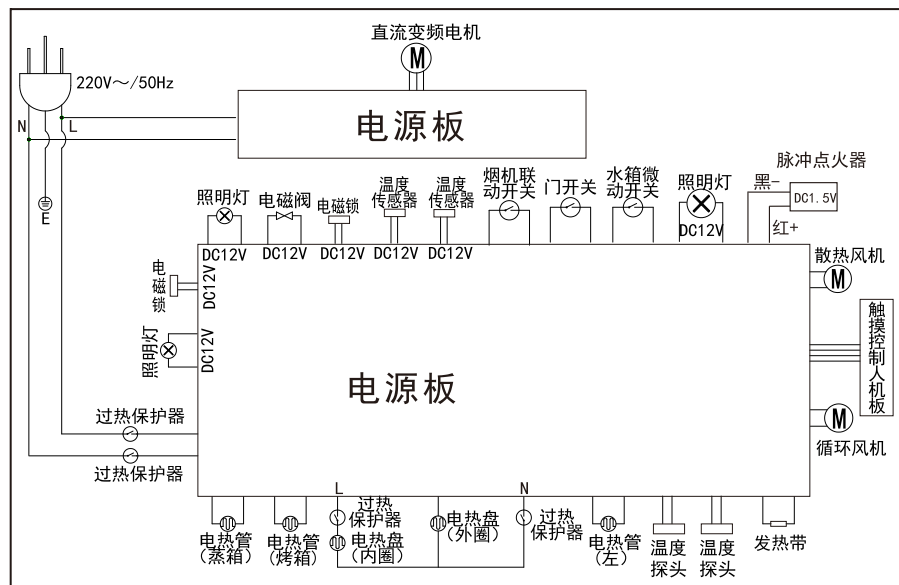 直流变频电机
M
220V～/50Hz
N
L
电源板
E
照明灯
DC12V
电磁阀
DC12V
电磁锁
DC12V
温度
传感器
DC12V
温度
传感器
DC12V
烟机联
动开关
门开关
水箱微
动开关
照明灯
DC12V
脉冲点火器
黑-
DC1.5V
红+
电磁锁
DC12V
照明灯
DC12V
散热风机
M
触摸控制人机板
电源板
M
循环风机
过热保护器
过热保护器
L
N
电热管
(蒸箱)
电热管
(烤箱)
过热
保护器
电热盘
(内圈)
电热盘
(外圈)
过热
保护器
电热管
(左)
温度
探头
温度
探头
发热带